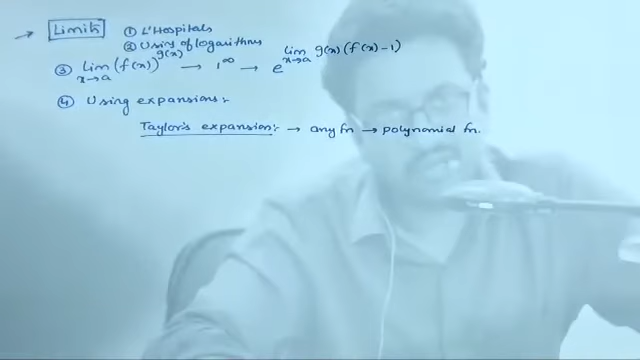 → Limits ① L'Hospitals
② Using of logarithms
③ lim x→a (f(x))^g(x) → 1^∞ → e^lim x→a g(x)(f(x)-1)
④ Using expansions:-
Taylor's expansion:- → any fn → polynomial fn.